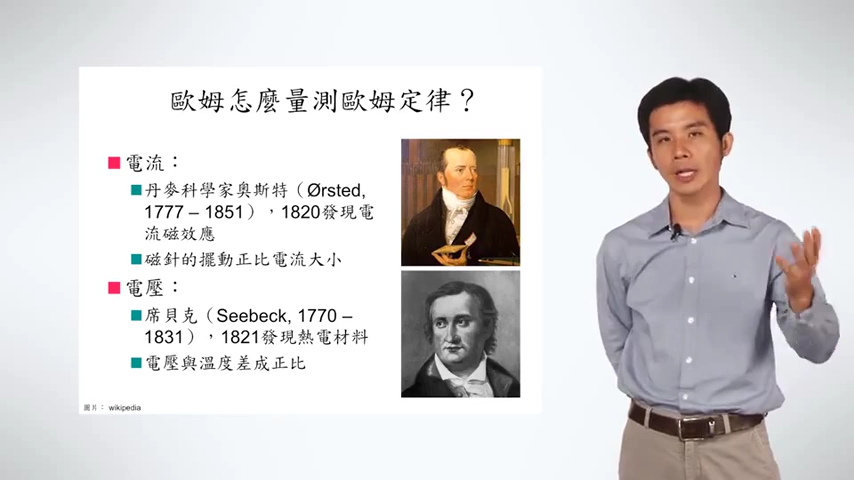 歐姆怎麼量測歐姆定律？
電流：
丹麥科學家奧斯特（Ørsted,
1777 – 1851），1820發現電
流磁效應
磁針的擺動正比電流大小
電壓：
席貝克（Seebeck, 1770 –
1831），1821發現熱電材料
電壓與溫度差成正比
圖片： wikipedia